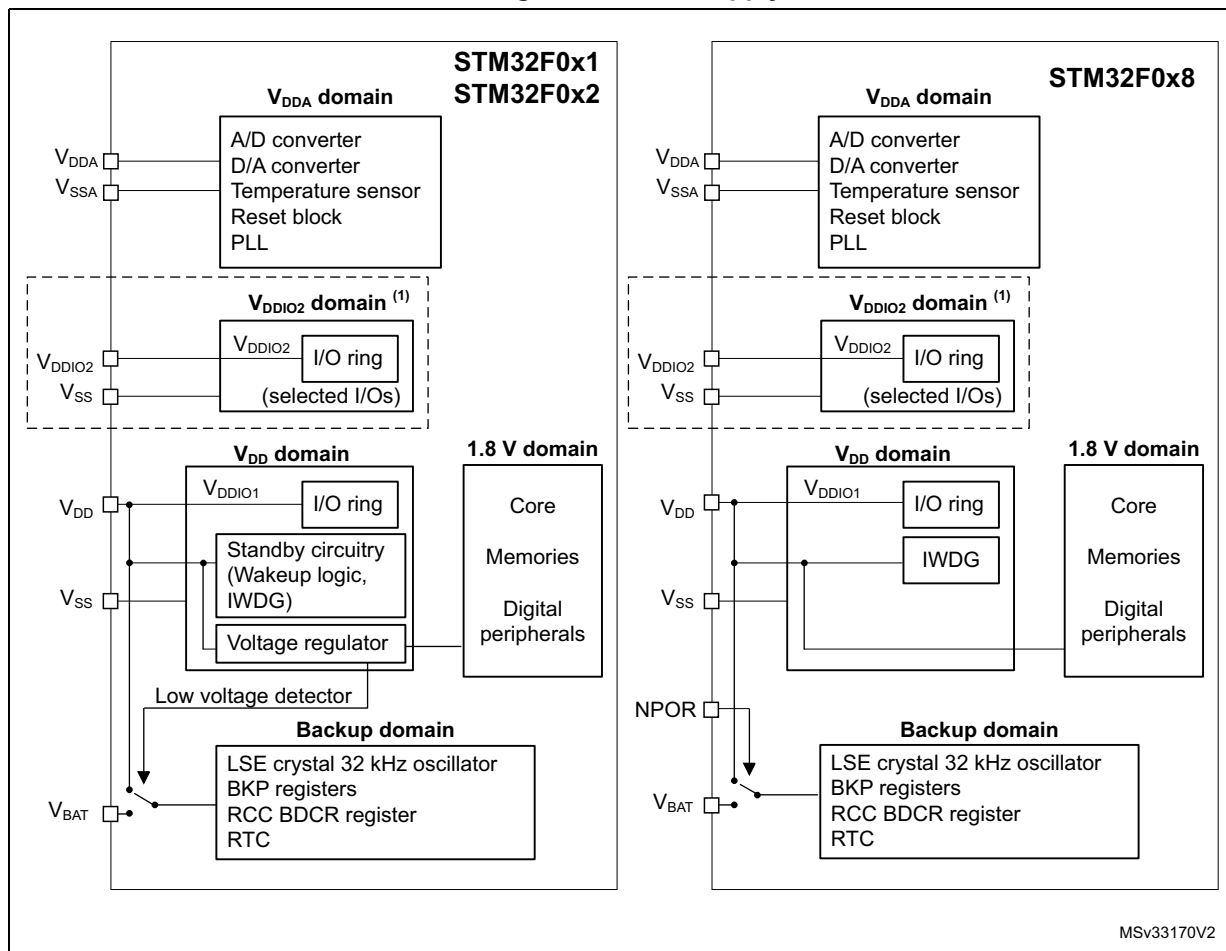 STM32F0x1
STM32F0x2
VDDA domain
A/D converter
D/A converter
Temperature sensor
Reset block
PLL
VDDA
VSSA
VDDIO2 domain (1)
VDDIO2
I/O ring
(selected I/Os)
VDDIO2
VSS
VDD domain
VDDIO1
I/O ring
Standby circuitry
(Wakeup logic,
IWDG)
Voltage regulator
VDD
VSS
1.8 V domain
Core
Memories
Digital
peripherals
Low voltage detector
Backup domain
LSE crystal 32 kHz oscillator
BKP registers
RCC BDCR register
RTC
VBAT
STM32F0x8
VDDA domain
A/D converter
D/A converter
Temperature sensor
Reset block
PLL
VDDA
VSSA
VDDIO2 domain (1)
VDDIO2
I/O ring
(selected I/Os)
VDDIO2
VSS
VDD domain
VDDIO1
I/O ring
IWDG
VDD
VSS
1.8 V domain
Core
Memories
Digital
peripherals
NPOR
Backup domain
LSE crystal 32 kHz oscillator
BKP registers
RCC BDCR register
RTC
VBAT
MSv33170V2